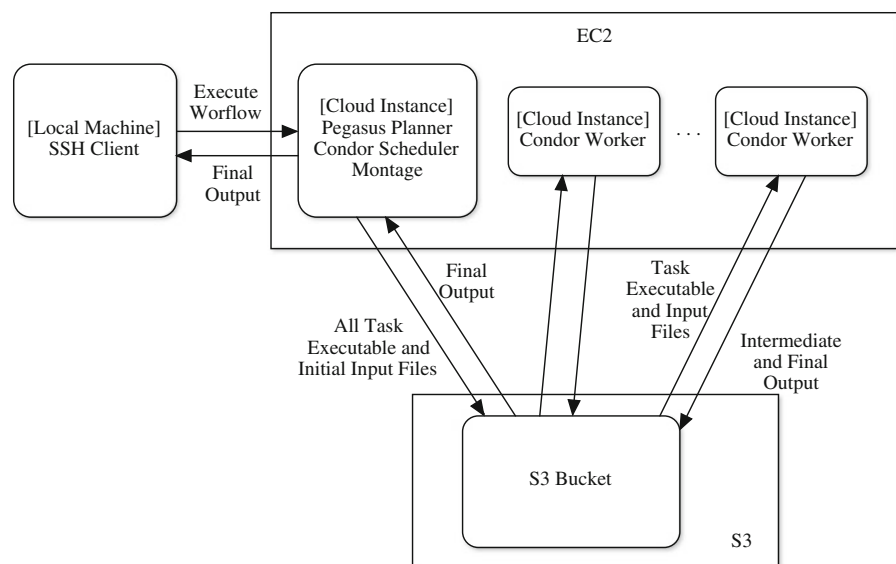 EC2
[Local Machine]
SSH Client
Execute
Worflow
Final
Output
[Cloud Instance]
Pegasus Planner
Condor Scheduler
Montage
[Cloud Instance]
Condor Worker
. . .
[Cloud Instance]
Condor Worker
Final
Output
All Task
Executable and
Initial Input Files
Task
Executable
and Input
Files
Intermediate
and Final
Output
S3 Bucket
S3